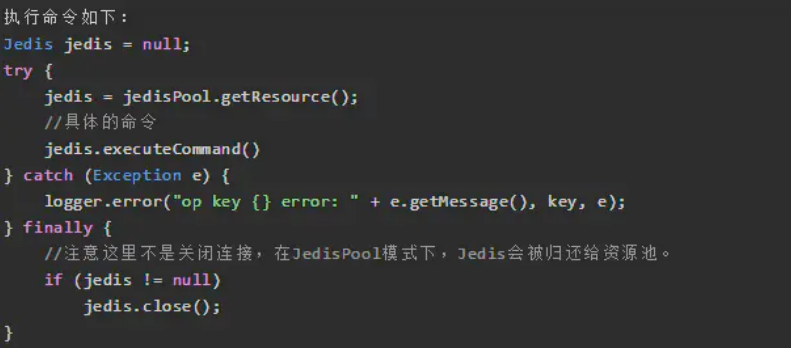 执行命令如下：
Jedis jedis = null;
try {
    jedis = jedisPool.getResource();
    //具体的命令
    jedis.executeCommand()
} catch (Exception e) {
    logger.error("op key {} error: " + e.getMessage(), key, e);
} finally {
    //注意这里不是关闭连接，在JedisPool模式下，Jedis会被归还给资源池。
    if (jedis != null)
        jedis.close();
}